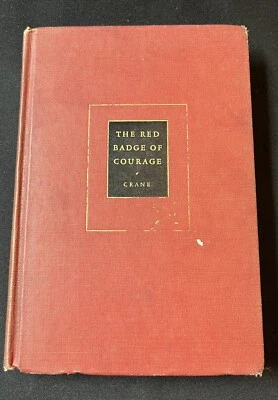 THE RED
BADGE OF
COURAGE
CRANE